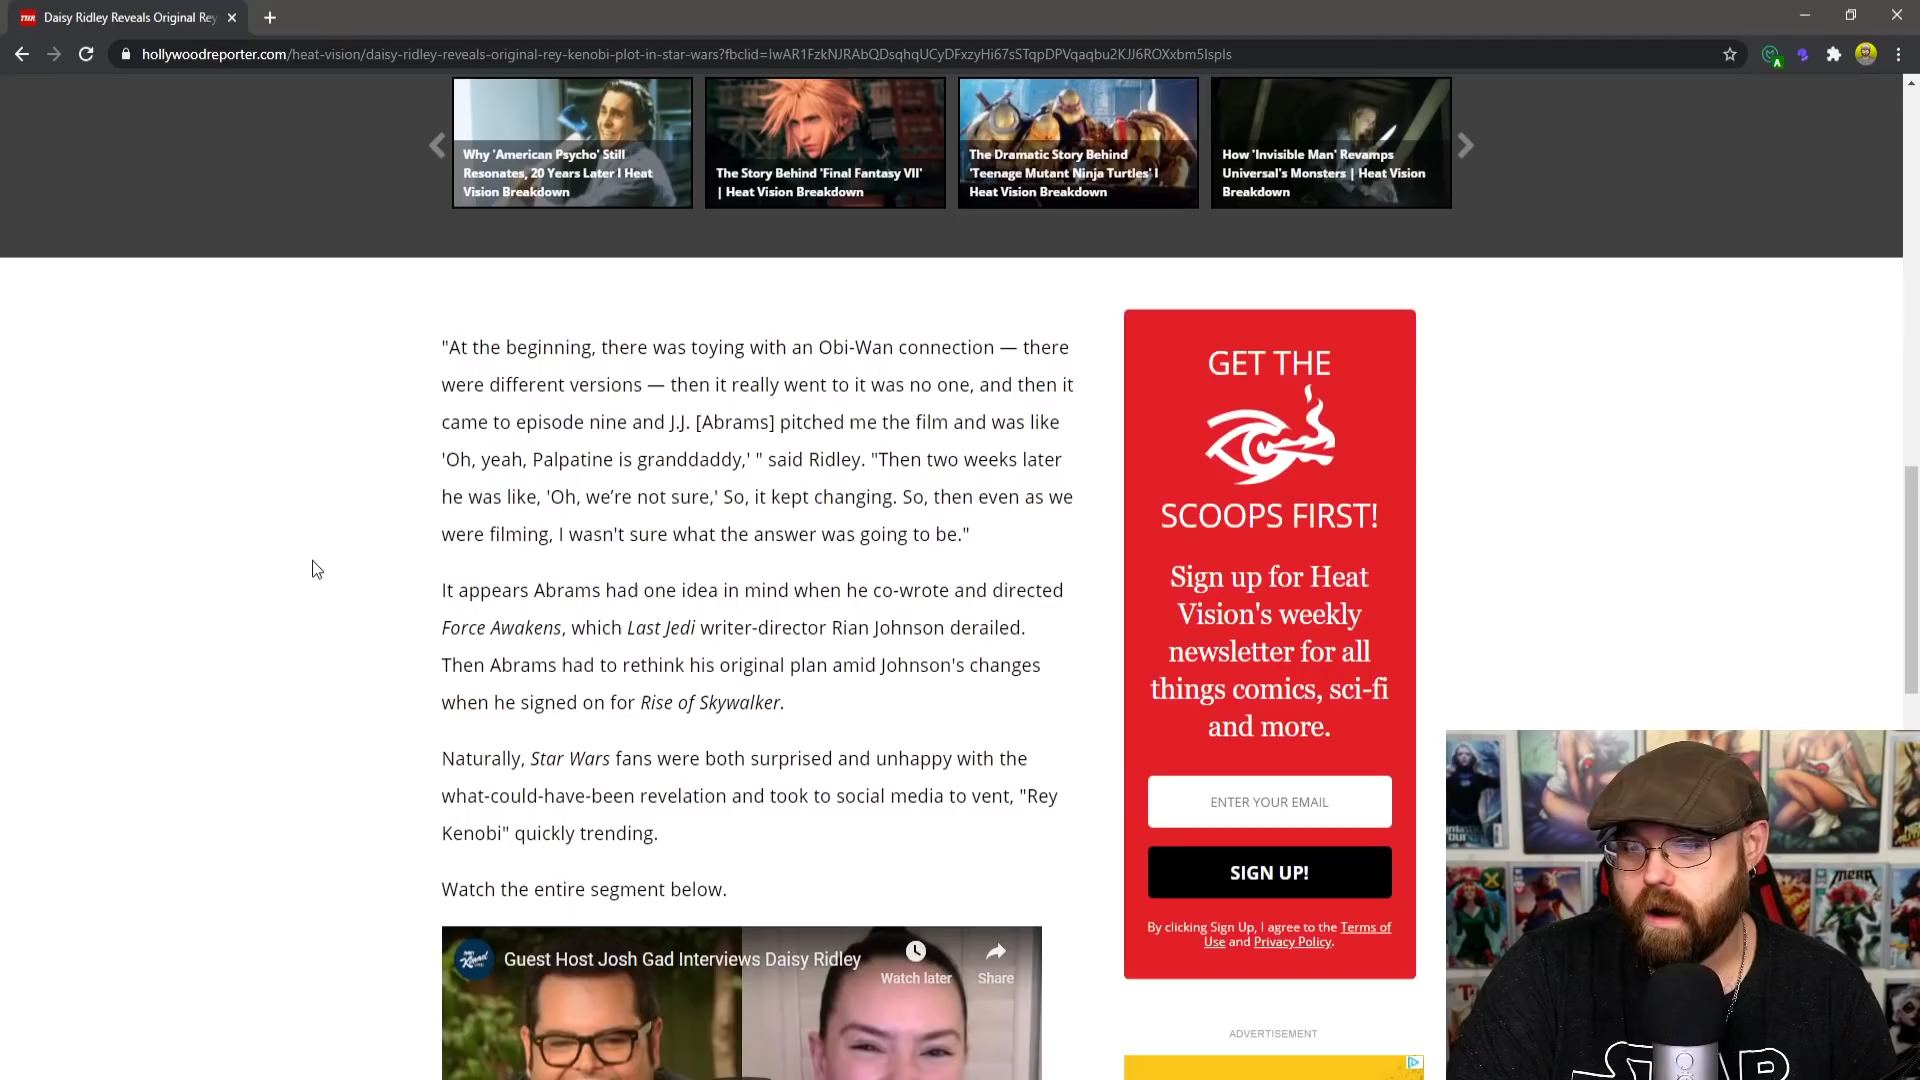 THR Daisy Ridley Reveals Original Rey
hollywoodreporter.com/heat-vision/daisy-ridley-reveals-original-rey-kenobi-plot-in-star-wars?fbclid=IwAR1FzkNJRAbQDsqhqUCyDFxzyHi67sSTqpDPVqaqbu2KJJ6ROXxbm5lspIs
Why 'American Psycho' Still
Resonates, 20 Years Later I Heat
Vision Breakdown
The Story Behind 'Final Fantasy VII'
| Heat Vision Breakdown
The Dramatic Story Behind
'Teenage Mutant Ninja Turtles' I
Heat Vision Breakdown
How 'Invisible Man' Revamps
Universal's Monsters | Heat Vision
Breakdown
"At the beginning, there was toying with an Obi-Wan connection — there
were different versions — then it really went to it was no one, and then it
came to episode nine and J.J. [Abrams] pitched me the film and was like
'Oh, yeah, Palpatine is granddaddy,' " said Ridley. "Then two weeks later
he was like, 'Oh, we’re not sure,' So, it kept changing. So, then even as we
were filming, I wasn't sure what the answer was going to be."
It appears Abrams had one idea in mind when he co-wrote and directed
Force Awakens, which Last Jedi writer-director Rian Johnson derailed.
Then Abrams had to rethink his original plan amid Johnson's changes
when he signed on for Rise of Skywalker.
Naturally, Star Wars fans were both surprised and unhappy with the
what-could-have-been revelation and took to social media to vent, "Rey
Kenobi" quickly trending.
Watch the entire segment below.
Guest Host Josh Gad Interviews Daisy Ridley
Watch later
Share
GET THE
SCOOPS FIRST!
Sign up for Heat
Vision's weekly
newsletter for all
things comics, sci-fi
and more.
ENTER YOUR EMAIL
SIGN UP!
By clicking Sign Up, I agree to the Terms of
Use and Privacy Policy.
ADVERTISEMENT
MERA
STAR